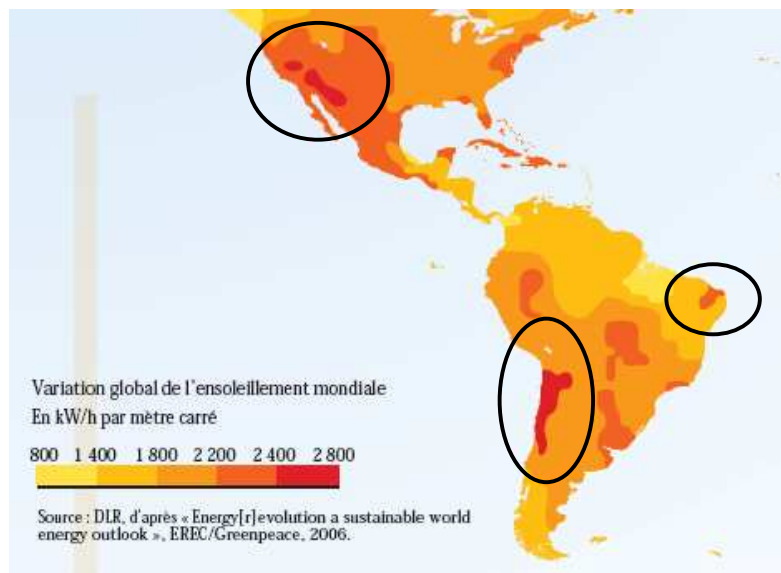 Variation global de l'ensoleillement mondiale
En kW/h par mètre carré
800 1 400 1 800 2 200 2 400 2 800
Source : DLR, d'après « Energy[r]evolution a sustainable world
energy outlook », EREC/Greenpeace, 2006.